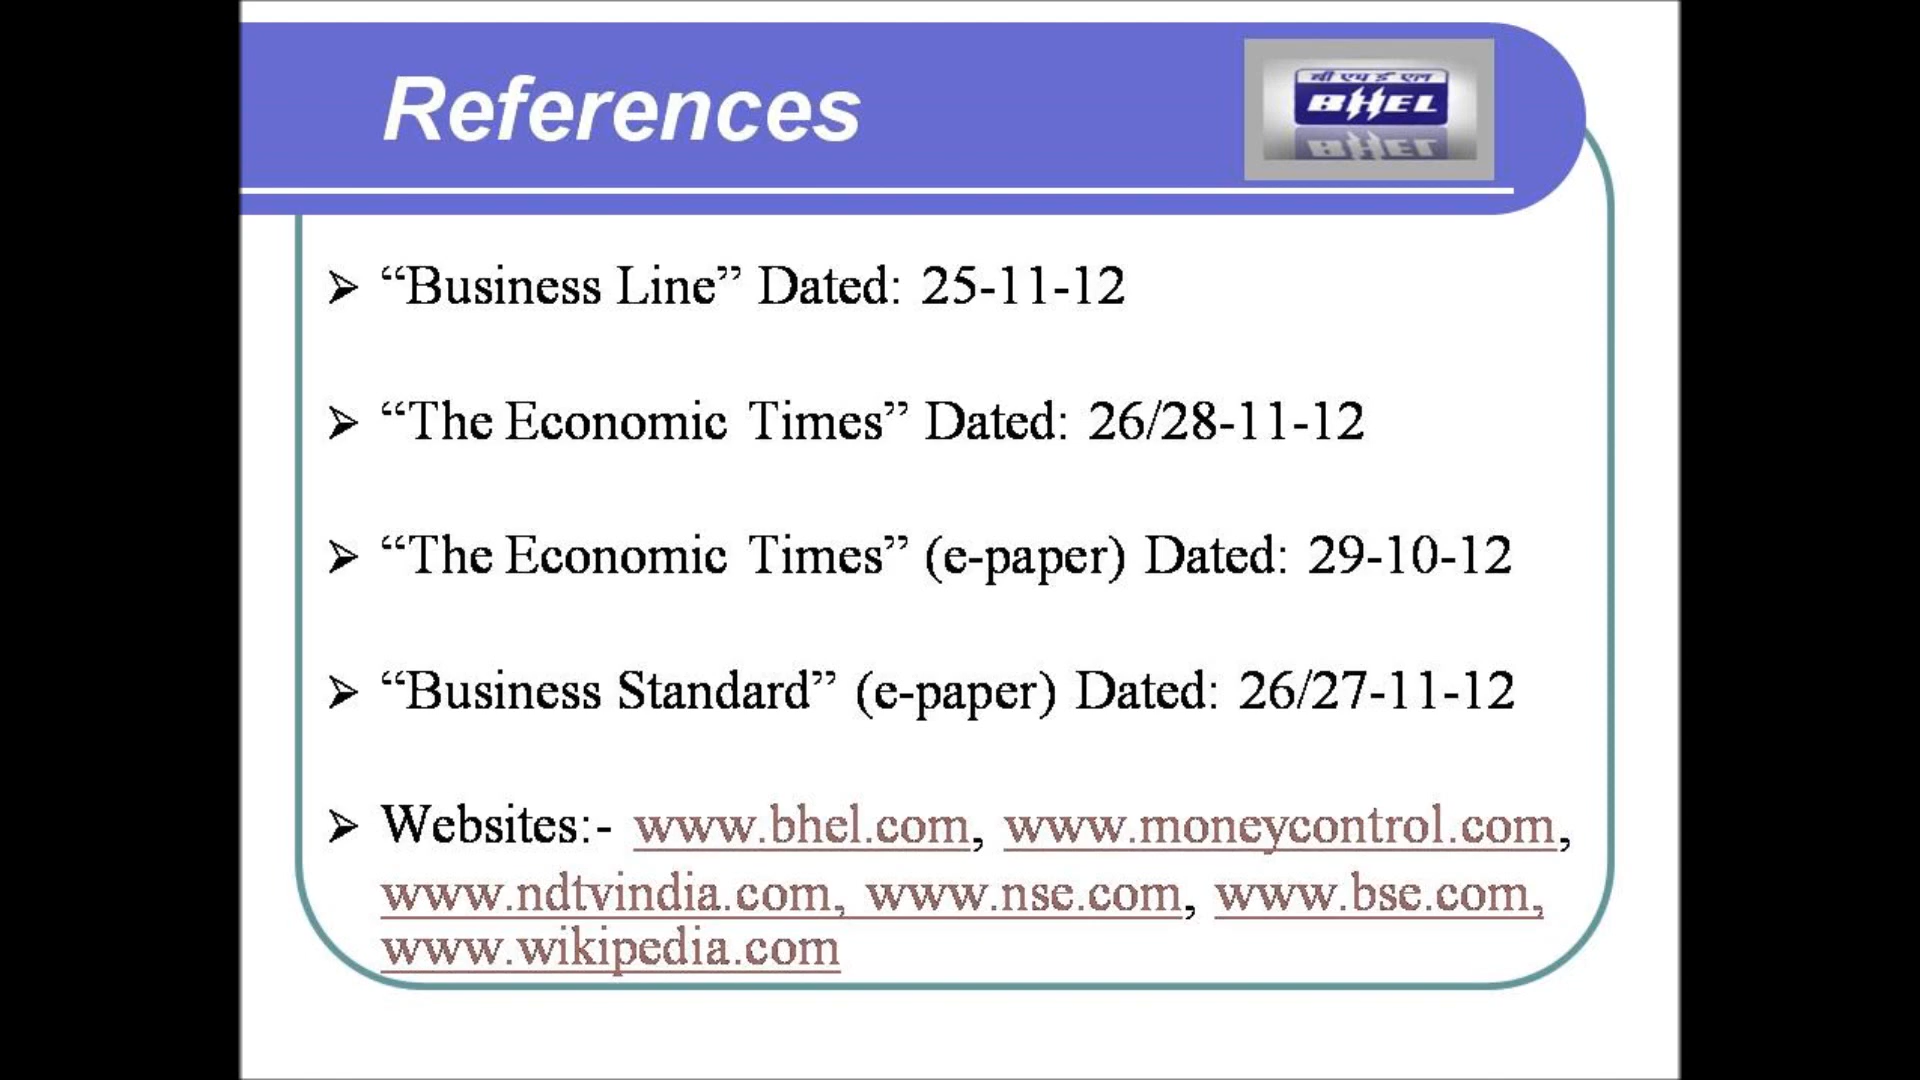 References
बी एच ई एल
BHEL
“Business Line” Dated: 25-11-12
“The Economic Times” Dated: 26/28-11-12
“The Economic Times” (e-paper) Dated: 29-10-12
“Business Standard” (e-paper) Dated: 26/27-11-12
Websites:- www.bhel.com, www.moneycontrol.com,
www.ndtvindia.com, www.nse.com, www.bse.com,
www.wikipedia.com